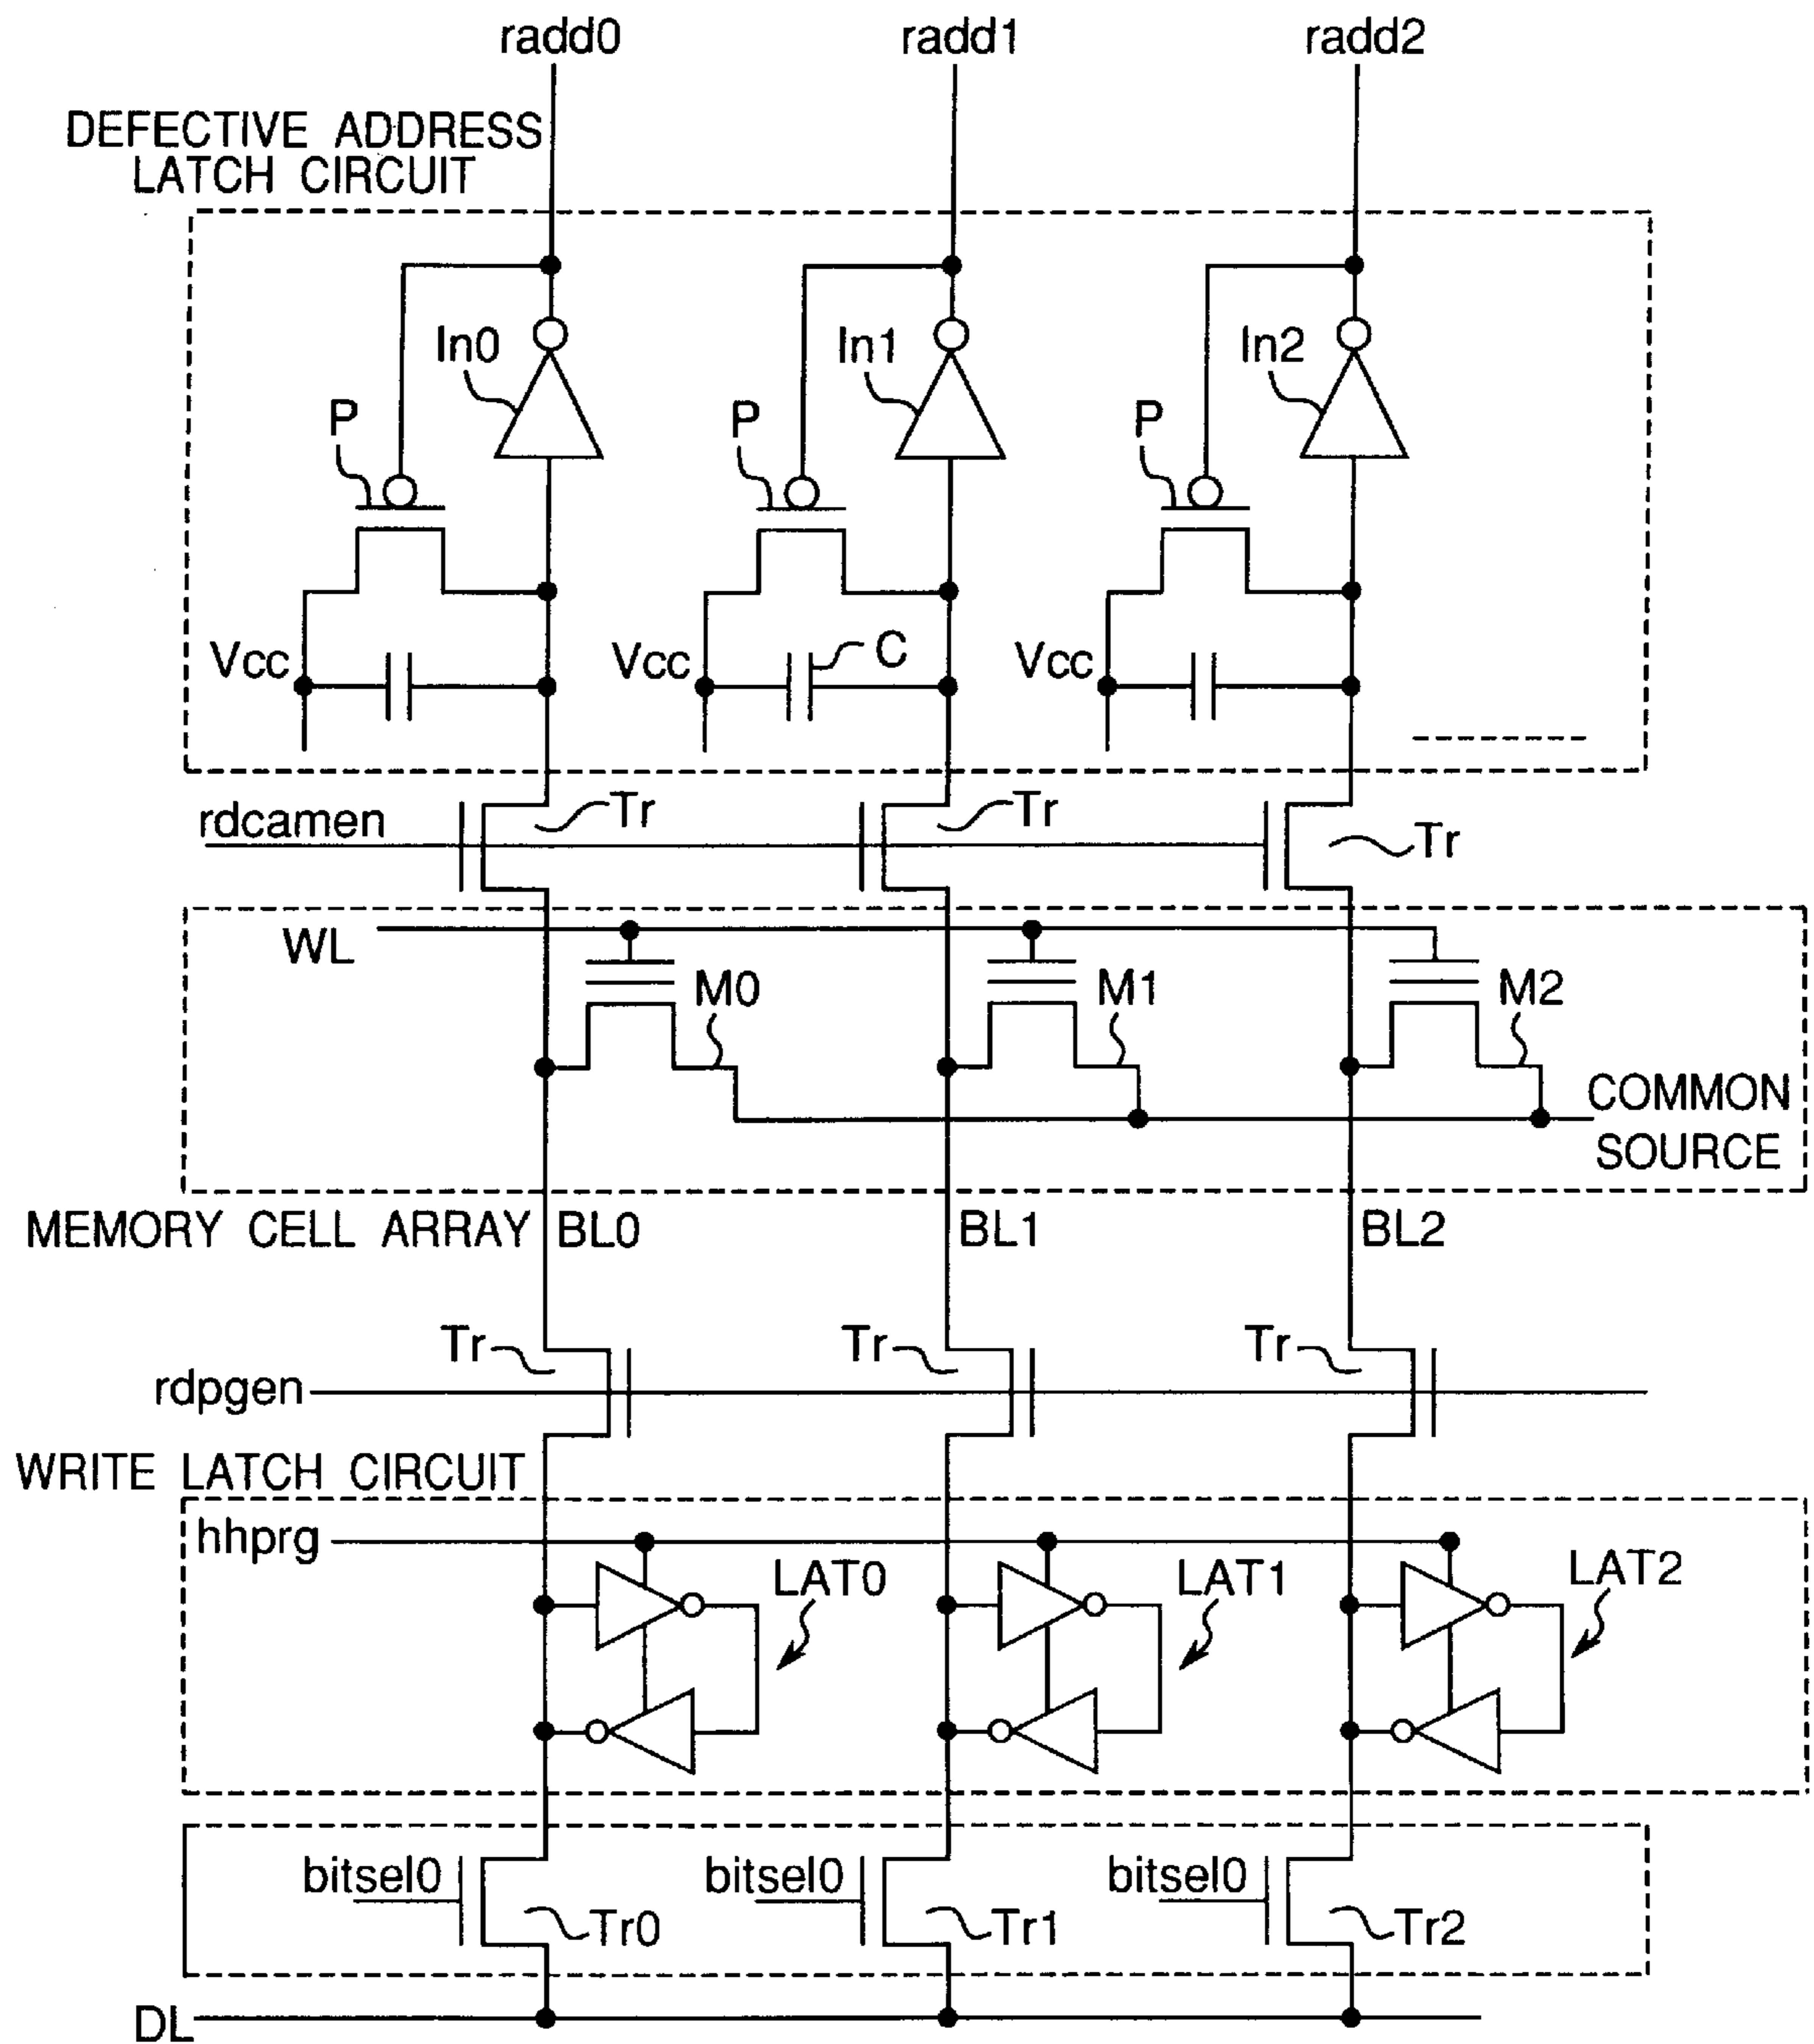 radd0 radd1 radd2
DEFECTIVE ADDRESS
LATCH CIRCUIT
In0 In1 In2
P P P
Vcc Vcc C Vcc
rdcamen Tr Tr Tr
WL
M0 M1 M2
COMMON
SOURCE
MEMORY CELL ARRAY BL0 BL1 BL2
Tr Tr Tr
rdpgen
WRITE LATCH CIRCUIT
hhprg
LAT0 LAT1 LAT2
bitsel0 bitsel0 bitsel0
Tr0 Tr1 Tr2
DL